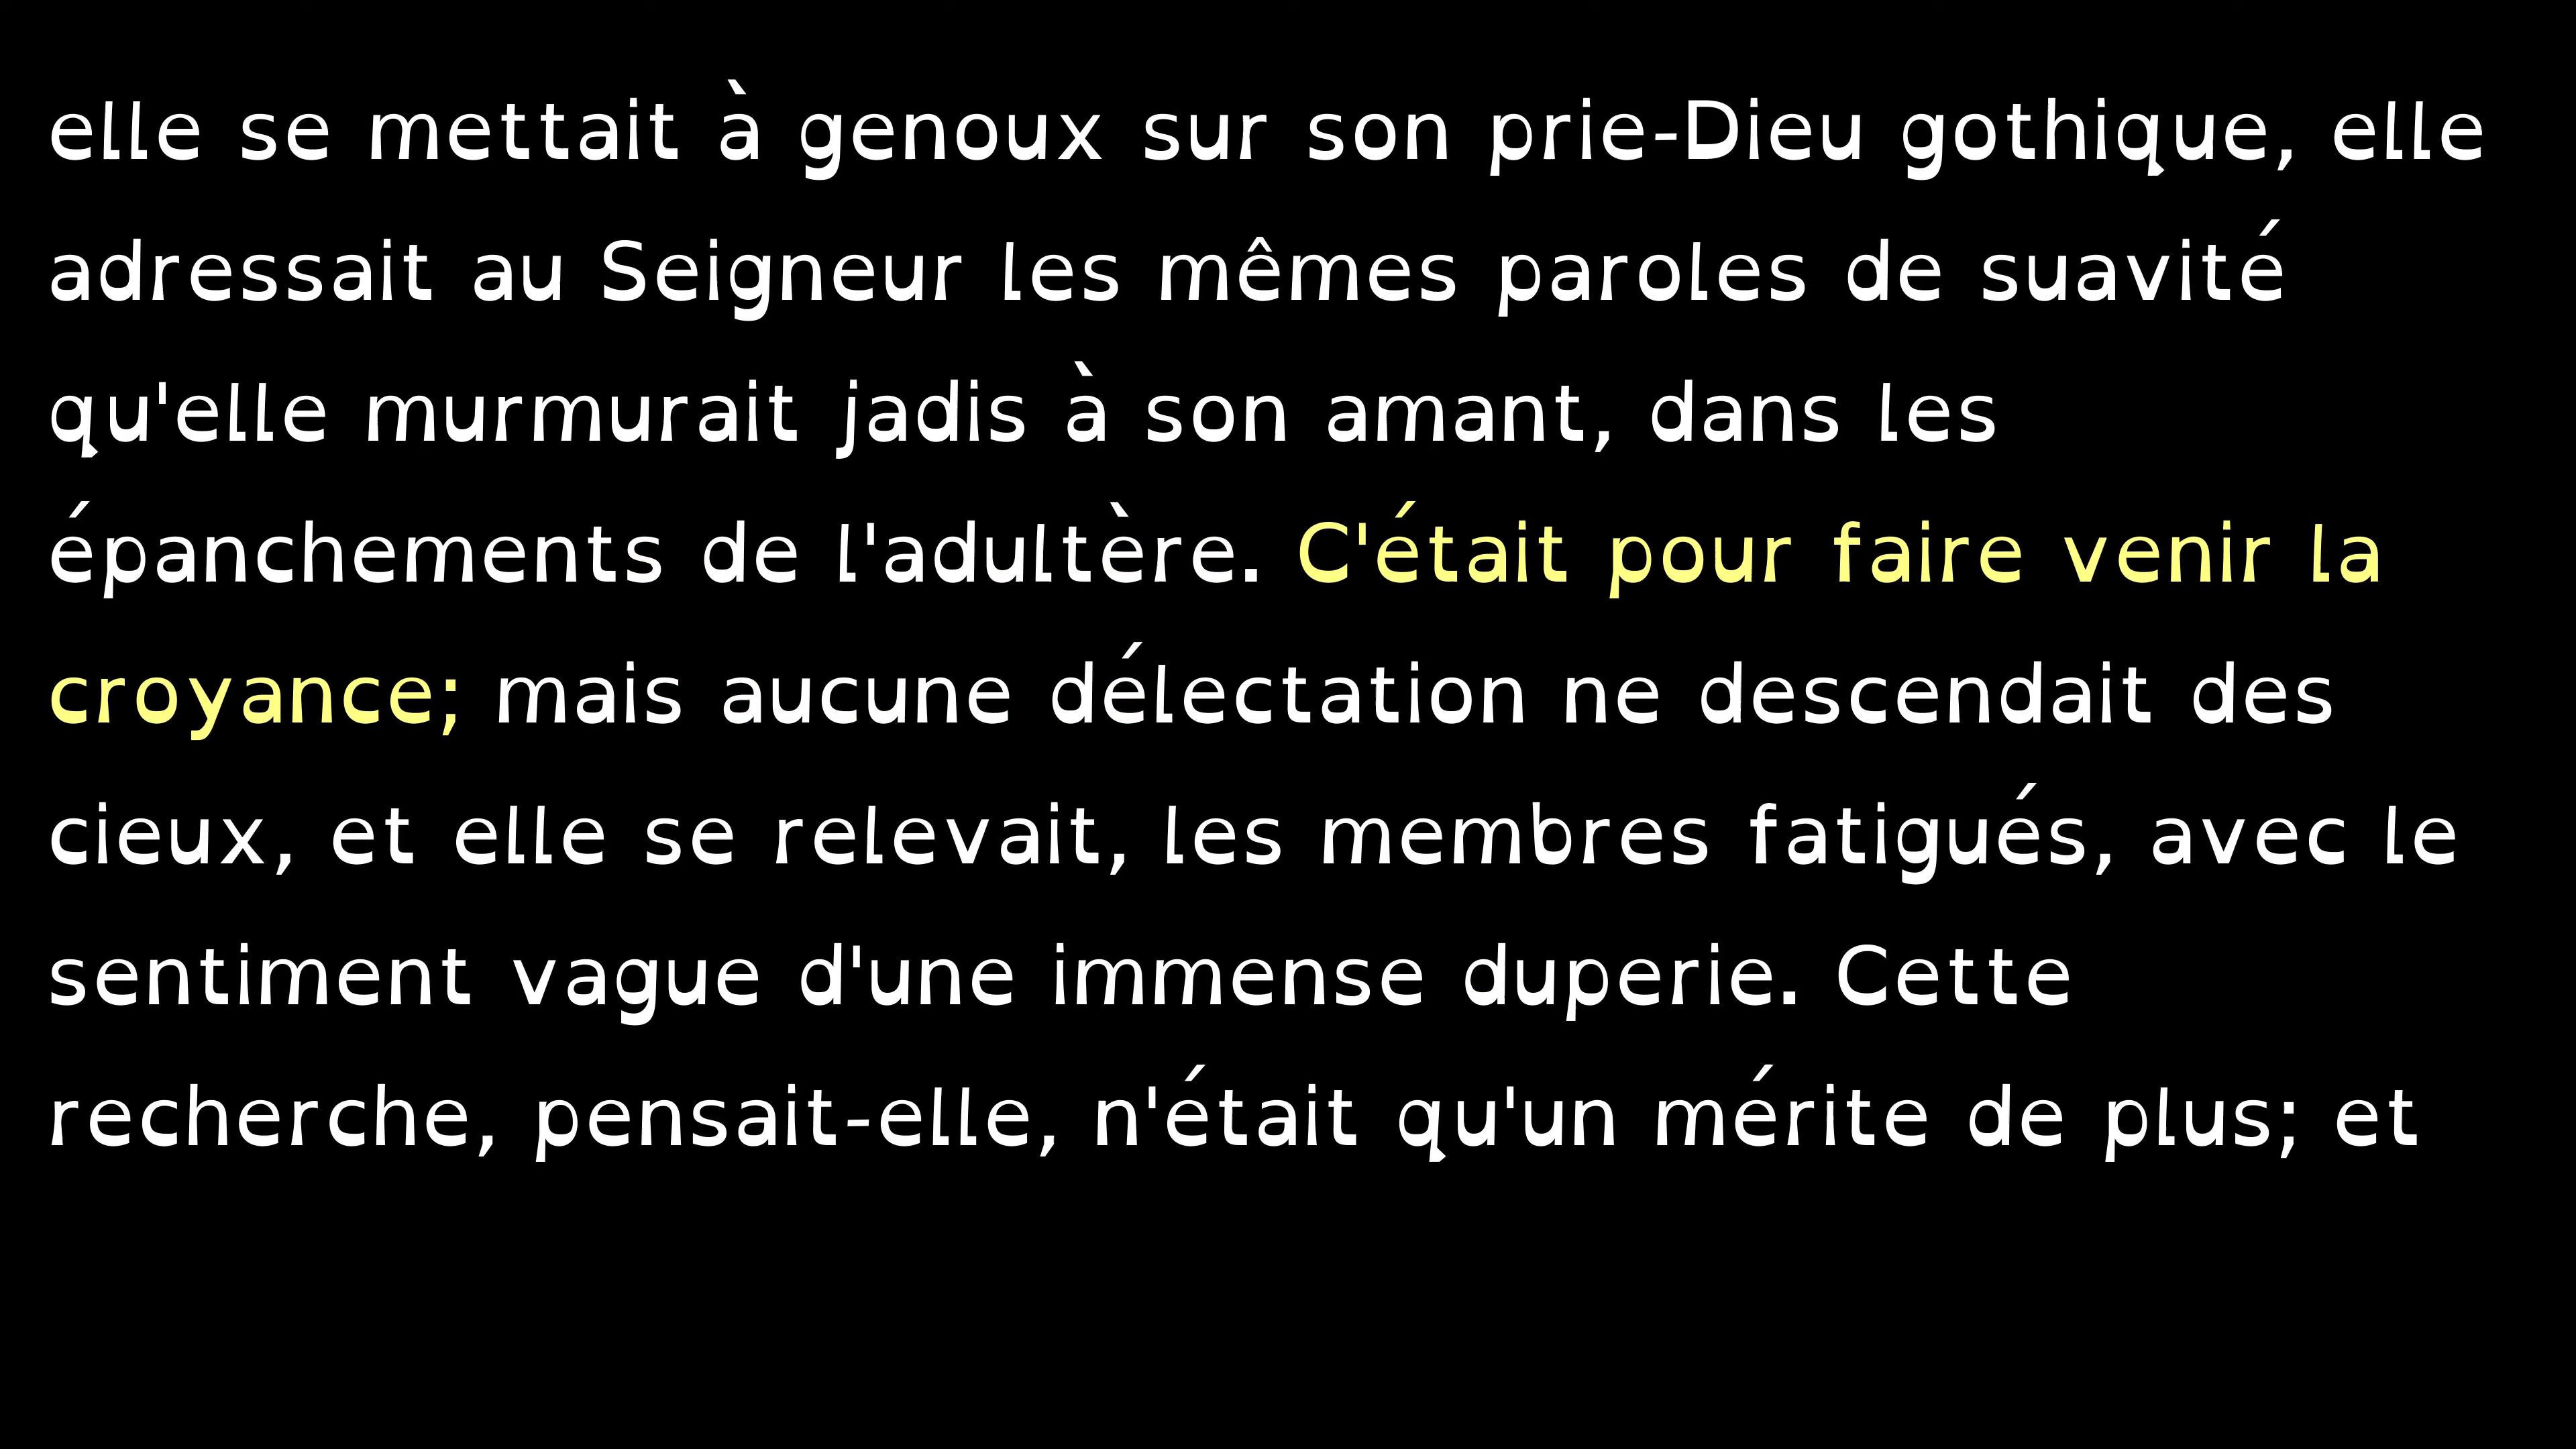 elle se mettait à genoux sur son prie-Dieu gothique, elle
adressait au Seigneur les mêmes paroles de suavité
qu'elle murmurait jadis à son amant, dans les
épanchements de l'adultère. C'était pour faire venir la
croyance; mais aucune délectation ne descendait des
cieux, et elle se relevait, les membres fatigués, avec le
sentiment vague d'une immense duperie. Cette
recherche, pensait-elle, n'était qu'un mérite de plus; et